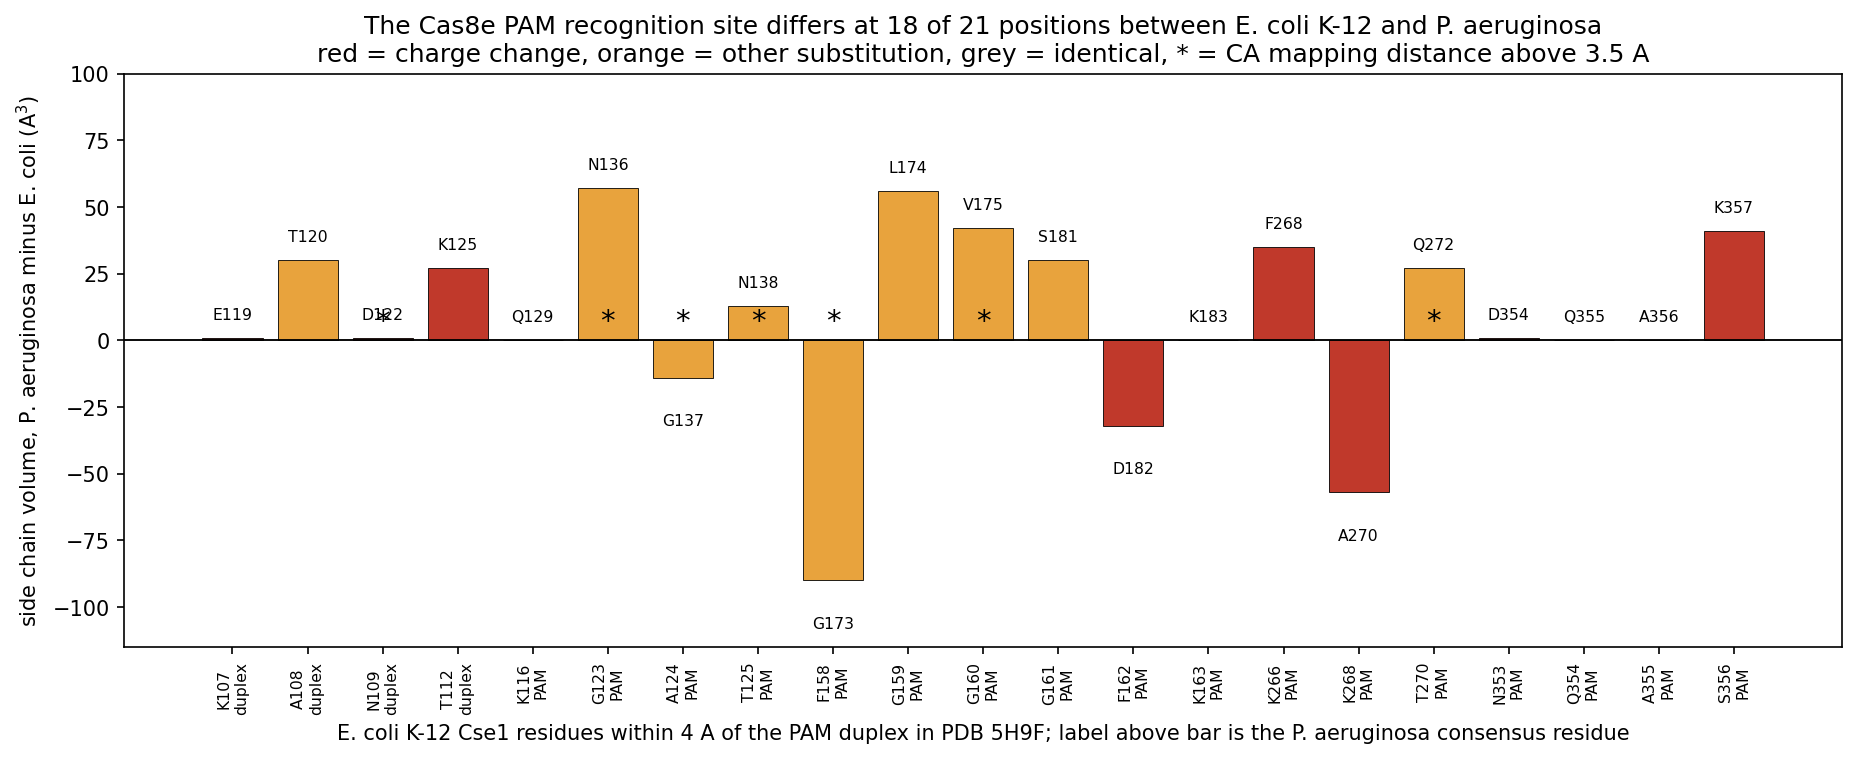 The Cas8e PAM recognition site differs at 18 of 21 positions between E. coli K-12 and P. aeruginosa
red = charge change, orange = other substitution, grey = identical, * = CA mapping distance above 3.5 A
side chain volume, P. aeruginosa minus E. coli (A³)
100
75
50
25
0
−25
−50
−75
−100
E119
T120
D122
*
K125
Q129
N136
*
*
G137
N138
*
*
G173
L174
V175
*
S181
D182
K183
F268
A270
Q272
*
D354
Q355
A356
K357
K107
duplex
A108
duplex
N109
duplex
T112
duplex
K116
PAM
G123
PAM
A124
PAM
T125
PAM
F158
PAM
G159
PAM
G160
PAM
G161
PAM
F162
PAM
K163
PAM
K266
PAM
K268
PAM
T270
PAM
N353
PAM
Q354
PAM
A355
PAM
S356
PAM
E. coli K-12 Cse1 residues within 4 A of the PAM duplex in PDB 5H9F; label above bar is the P. aeruginosa consensus residue